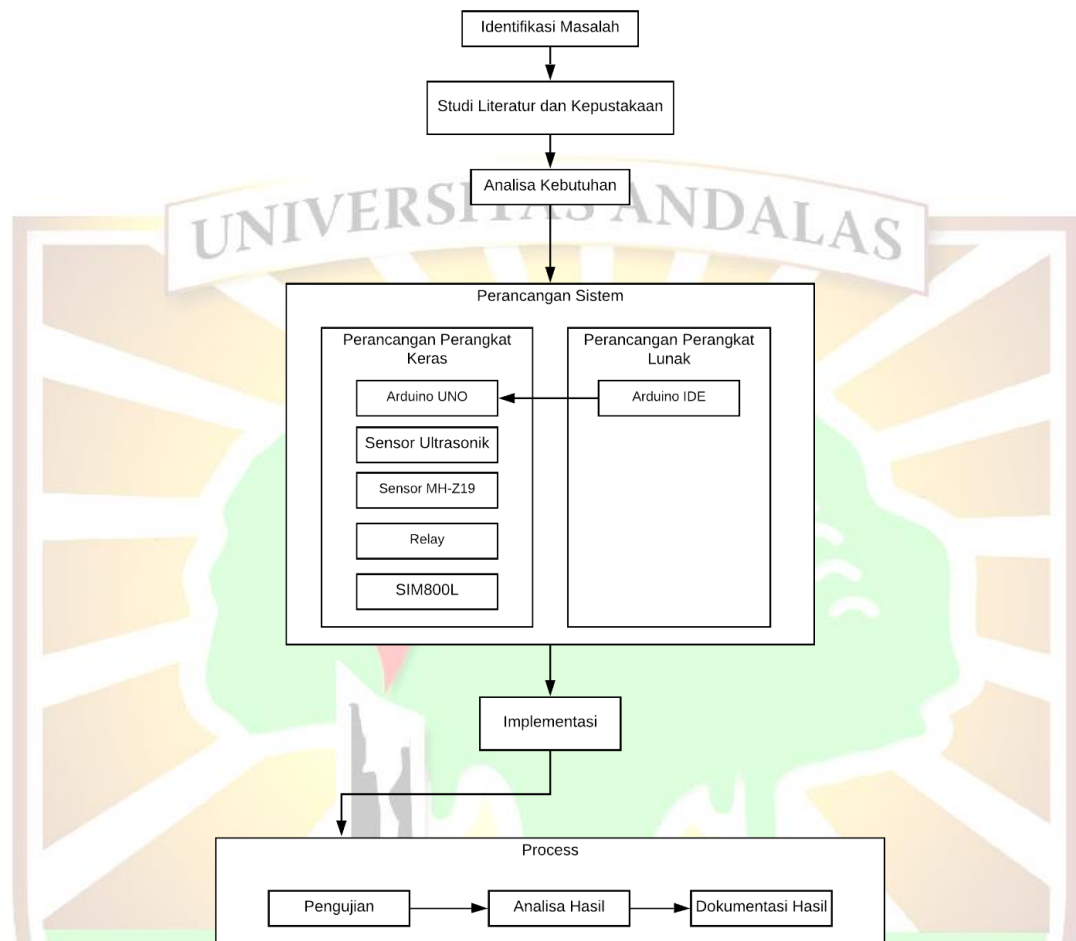 Identifikasi Masalah
Studi Literatur dan Kepustakaan
Analisa Kebutuhan
UNIVERSITAS ANDALAS
Perancangan Sistem
Perancangan Perangkat
Keras
Arduino UNO
Sensor Ultrasonik
Sensor MH-Z19
Relay
SIM800L
Perancangan Perangkat
Lunak
Arduino IDE
Implementasi
Process
Pengujian
Analisa Hasil
Dokumentasi Hasil